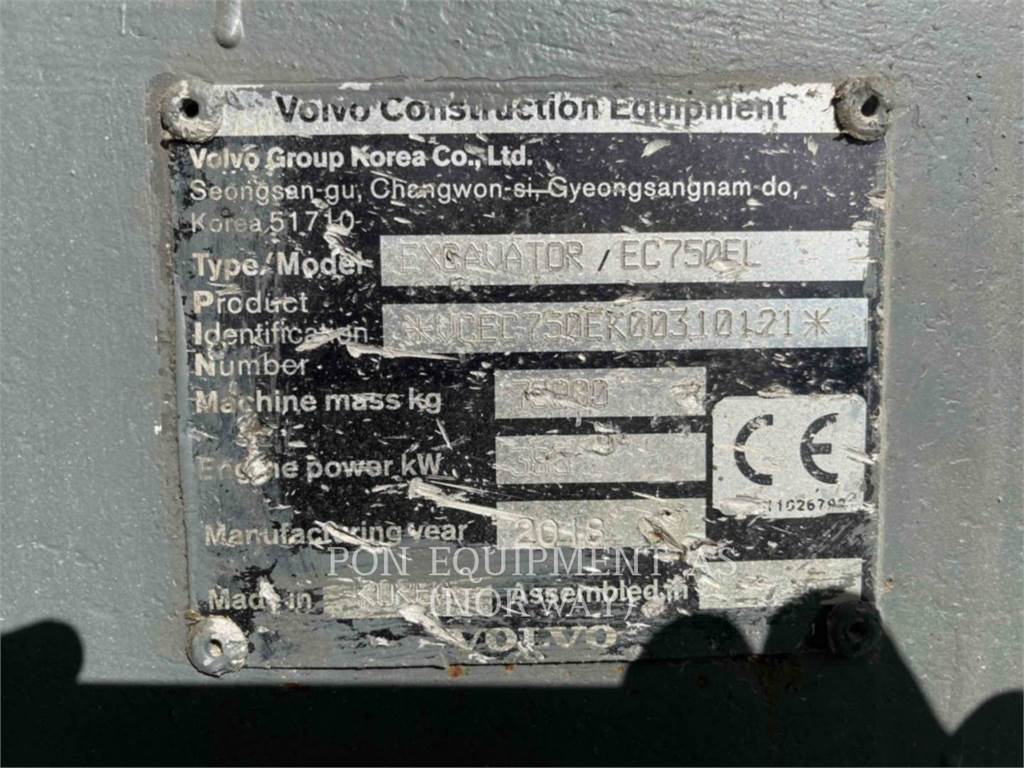 Volvo Construction Equipment
Volvo Group Korea Co., Ltd.
Seongsan-gu, Changwon-si, Gyeongsangnam-do,
Korea 51710
Type/Model EXCAVATOR / EC750EL
Product
Identification *VCEC750EK00310121*
Number
Machine mass kg
Engine power kW
Manufacturing year 2018
Made in KOREA Assembled in
VOLVO
PON EQUIPMENT AS
(NORWAY)